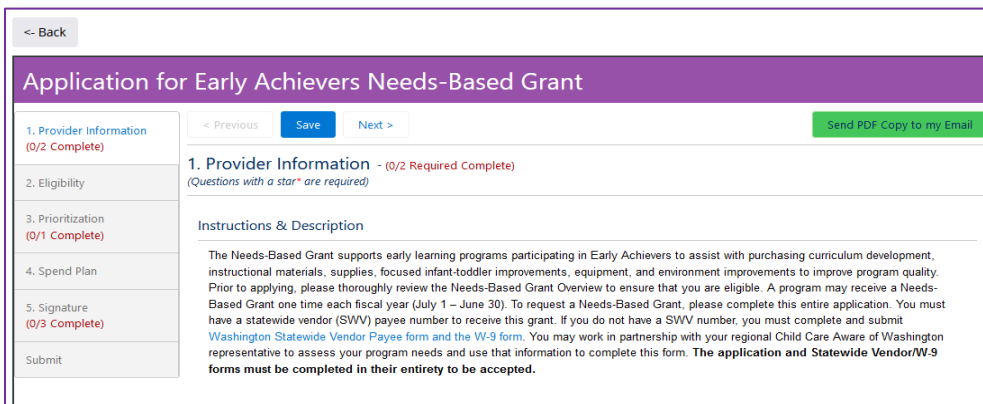 <- Back
Application for Early Achievers Needs-Based Grant
1. Provider Information
(0/2 Complete)
2. Eligibility
3. Prioritization
(0/1 Complete)
4. Spend Plan
5. Signature
(0/3 Complete)
Submit
< Previous
Save
Next >
Send PDF Copy to my Email
1. Provider Information - (0/2 Required Complete)
(Questions with a star* are required)
Instructions & Description
The Needs-Based Grant supports early learning programs participating in Early Achievers to assist with purchasing curriculum development,
instructional materials, supplies, focused infant-toddler improvements, equipment, and environment improvements to improve program quality.
Prior to applying, please thoroughly review the Needs-Based Grant Overview to ensure that you are eligible. A program may receive a Needs-
Based Grant one time each fiscal year (July 1 – June 30). To request a Needs-Based Grant, please complete this entire application. You must
have a statewide vendor (SWV) payee number to receive this grant. If you do not have a SWV number, you must complete and submit
Washington Statewide Vendor Payee form and the W-9 form. You may work in partnership with your regional Child Care Aware of Washington
representative to assess your program needs and use that information to complete this form. The application and Statewide Vendor/W-9
forms must be completed in their entirety to be accepted.